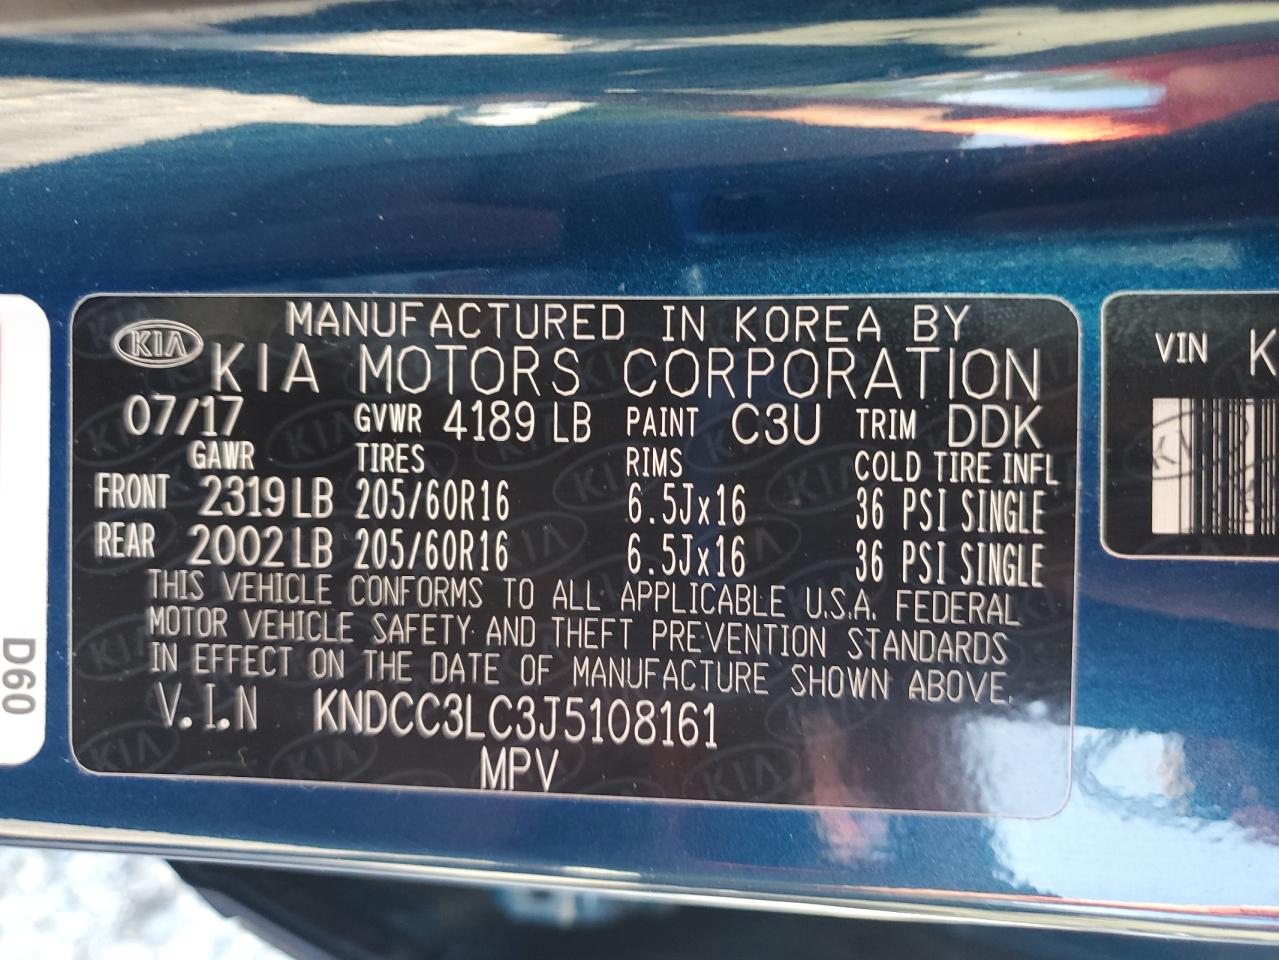 MANUFACTURED IN KOREA BY
KIA KIA MOTORS CORPORATION
07/17 GVWR 4189 LB PAINT C3U TRIM DDK
GAWR TIRES RIMS COLD TIRE INFL
FRONT 2319 LB 205/60R16 6.5Jx16 36 PSI SINGLE
REAR 2002 LB 205/60R16 6.5Jx16 36 PSI SINGLE
THIS VEHICLE CONFORMS TO ALL APPLICABLE U.S.A. FEDERAL
MOTOR VEHICLE SAFETY AND THEFT PREVENTION STANDARDS
IN EFFECT ON THE DATE OF MANUFACTURE SHOWN ABOVE.
V.I.N KNDCC3LC3J5108161
MPV
VIN K
D60